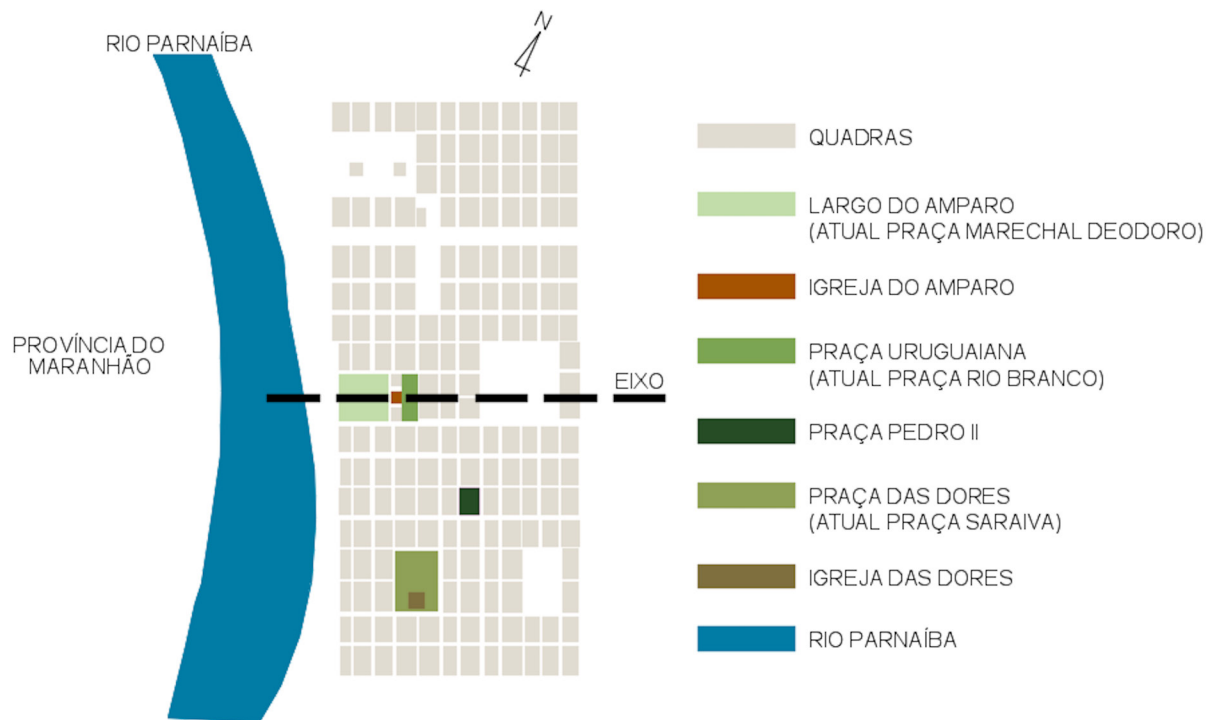 N
RIO PARNAÍBA
PROVÍNCIA DO
MARANHÃO
EIXO
QUADRAS
LARGO DO AMPARO
(ATUAL PRAÇA MARECHAL DEODORO)
IGREJA DO AMPARO
PRAÇA URUGUAIANA
(ATUAL PRAÇA RIO BRANCO)
PRAÇA PEDRO II
PRAÇA DAS DORES
(ATUAL PRAÇA SARAIVA)
IGREJA DAS DORES
RIO PARNAÍBA